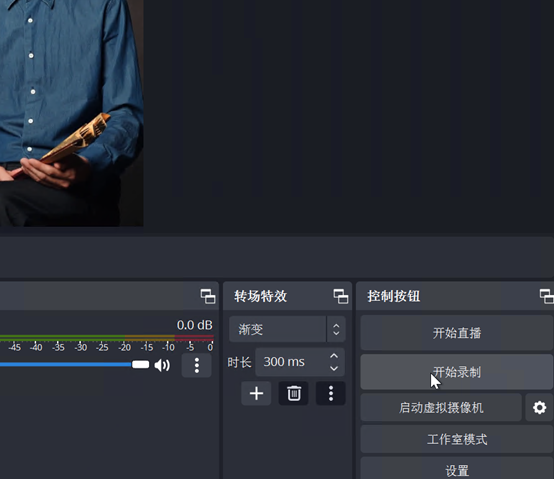 转场特效
控制按钮
0.0 dB
渐变
开始直播
-45 -40 -35 -30 -25 -20 -15 -10 -5 0
时长 300 ms
开始录制
启动虚拟摄像机
工作室模式
设置